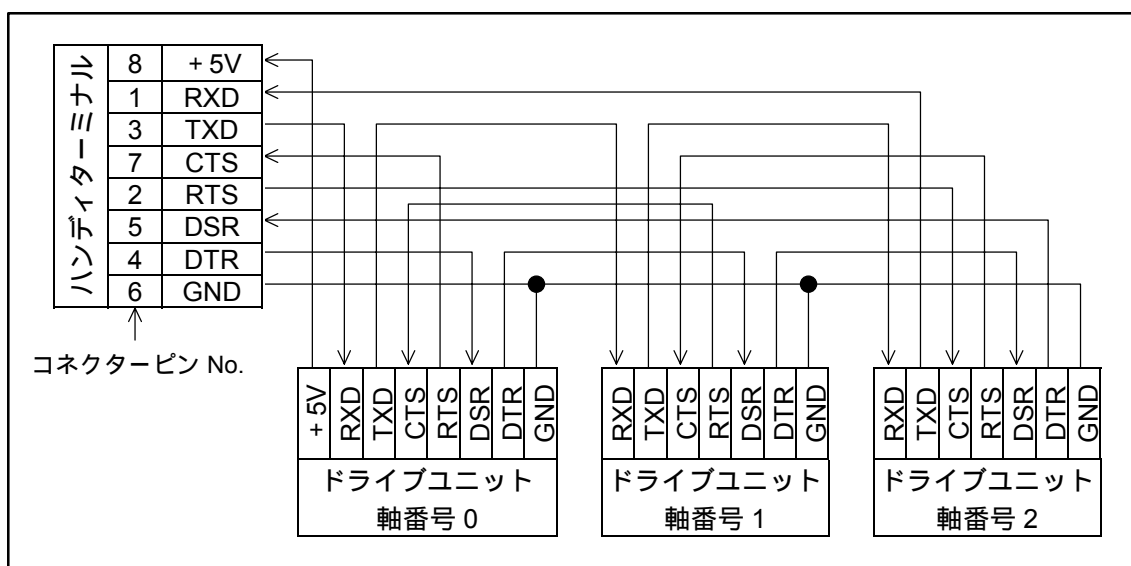 ハンディターミナル
8 +5V
1 RXD
3 TXD
7 CTS
2 RTS
5 DSR
4 DTR
6 GND
コネクターピン No.
+5V RXD TXD CTS RTS DSR DTR GND
ドライブユニット
軸番号 0
RXD TXD CTS RTS DSR DTR GND
ドライブユニット
軸番号 1
RXD TXD CTS RTS DSR DTR GND
ドライブユニット
軸番号 2